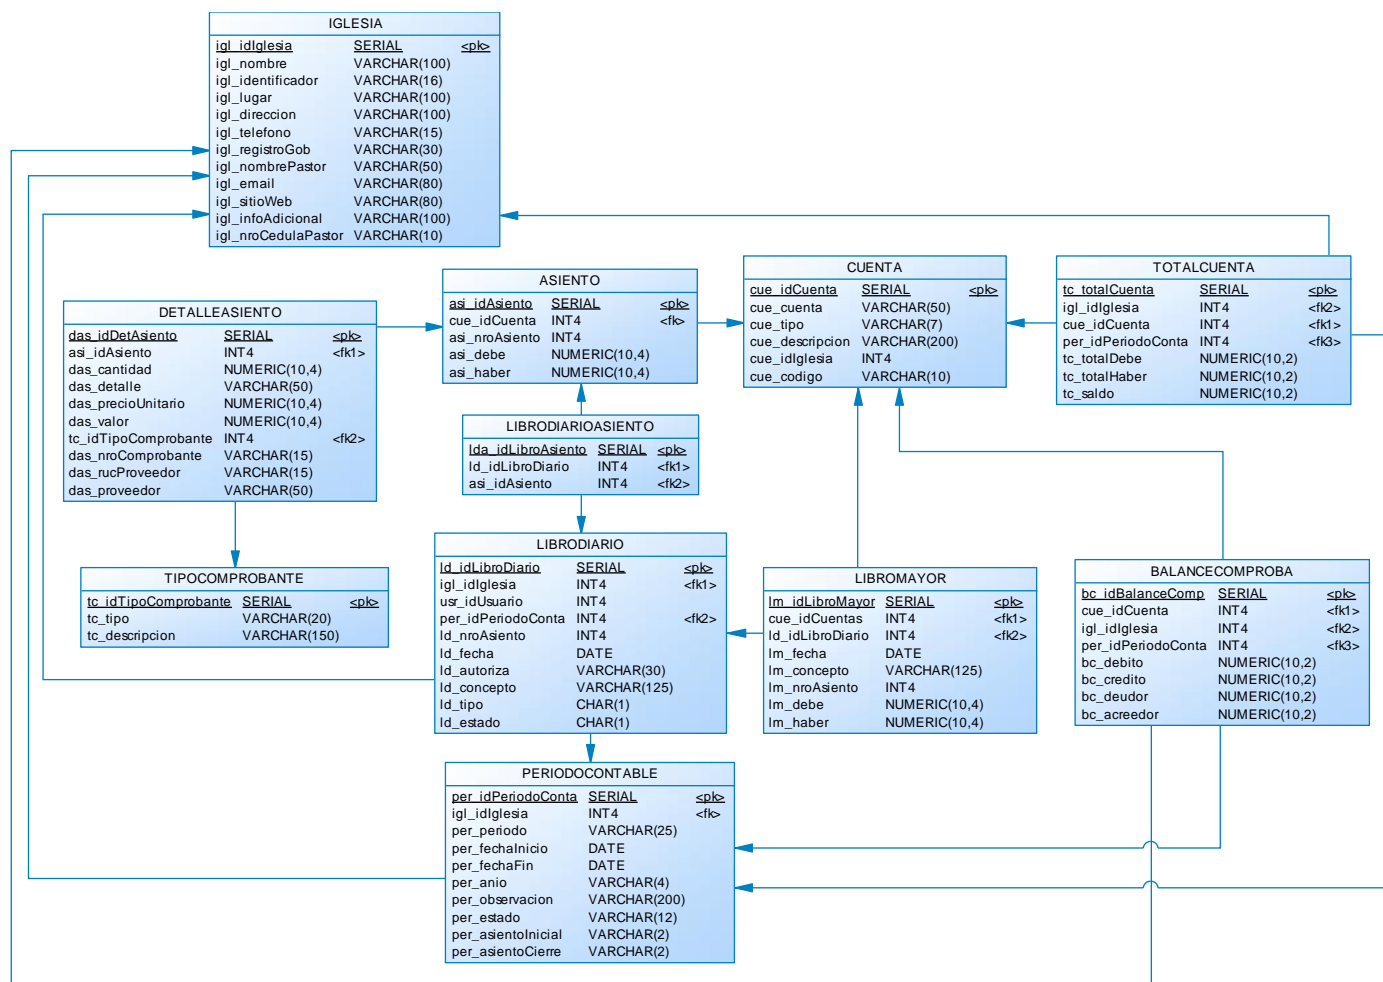 IGLESIA
igl_idIglesia SERIAL <pk>
igl_nombre VARCHAR(100)
igl_identificador VARCHAR(16)
igl_lugar VARCHAR(100)
igl_direccion VARCHAR(100)
igl_telefono VARCHAR(15)
igl_registroGob VARCHAR(30)
igl_nombrePastor VARCHAR(50)
igl_email VARCHAR(80)
igl_sitioWeb VARCHAR(80)
igl_infoAdicional VARCHAR(100)
igl_nroCedulaPastor VARCHAR(10)
DETALLEASIENTO
das_idDetAsiento SERIAL <pk>
asi_idAsiento INT4 <fk1>
das_cantidad NUMERIC(10,4)
das_detalle VARCHAR(50)
das_precioUnitario NUMERIC(10,4)
das_valor NUMERIC(10,4)
tc_idTipoComprobante INT4 <fk2>
das_nroComprobante VARCHAR(15)
das_rucProveedor VARCHAR(15)
das_proveedor VARCHAR(50)
ASIENTO
asi_idAsiento SERIAL <pk>
cue_idCuenta INT4 <fk>
asi_nroAsiento INT4
asi_debe NUMERIC(10,4)
asi_haber NUMERIC(10,4)
CUENTA
cue_idCuenta SERIAL <pk>
cue_cuenta VARCHAR(50)
cue_tipo VARCHAR(7)
cue_descripcion VARCHAR(200)
cue_idIglesia INT4
cue_codigo VARCHAR(10)
TOTALCUENTA
tc_totalCuenta SERIAL <pk>
igl_idIglesia INT4 <fk2>
cue_idCuenta INT4 <fk1>
per_idPeriodoConta INT4 <fk3>
tc_totalDebe NUMERIC(10,2)
tc_totalHaber NUMERIC(10,2)
tc_saldo NUMERIC(10,2)
LIBRODIARIOASIENTO
lda_idLibroAsiento SERIAL <pk>
ld_idLibroDiario INT4 <fk1>
asi_idAsiento INT4 <fk2>
TIPOCOMPROBANTE
tc_idTipoComprobante SERIAL <pk>
tc_tipo VARCHAR(20)
tc_descripcion VARCHAR(150)
LIBRODIARIO
ld_idLibroDiario SERIAL <pk>
igl_idIglesia INT4 <fk1>
usr_idUsuario INT4
per_idPeriodoConta INT4 <fk2>
ld_nroAsiento INT4
ld_fecha DATE
ld_autoriza VARCHAR(30)
ld_concepto VARCHAR(125)
ld_tipo CHAR(1)
ld_estado CHAR(1)
LIBROMAYOR
lm_idLibroMayor SERIAL <pk>
cue_idCuentas INT4 <fk1>
ld_idLibroDiario INT4 <fk2>
lm_fecha DATE
lm_concepto VARCHAR(125)
lm_nroAsiento INT4
lm_debe NUMERIC(10,4)
lm_haber NUMERIC(10,4)
BALANCECOMPROBA
bc_idBalanceComp SERIAL <pk>
cue_idCuenta INT4 <fk1>
igl_idIglesia INT4 <fk2>
per_idPeriodoConta INT4 <fk3>
bc_debito NUMERIC(10,2)
bc_credito NUMERIC(10,2)
bc_deudor NUMERIC(10,2)
bc_acreedor NUMERIC(10,2)
PERIODOCONTABLE
per_idPeriodoConta SERIAL <pk>
igl_idIglesia INT4 <fk>
per_periodo VARCHAR(25)
per_fechaInicio DATE
per_fechaFin DATE
per_anio VARCHAR(4)
per_observacion VARCHAR(200)
per_estado VARCHAR(12)
per_asientoInicial VARCHAR(2)
per_asientoCierre VARCHAR(2)